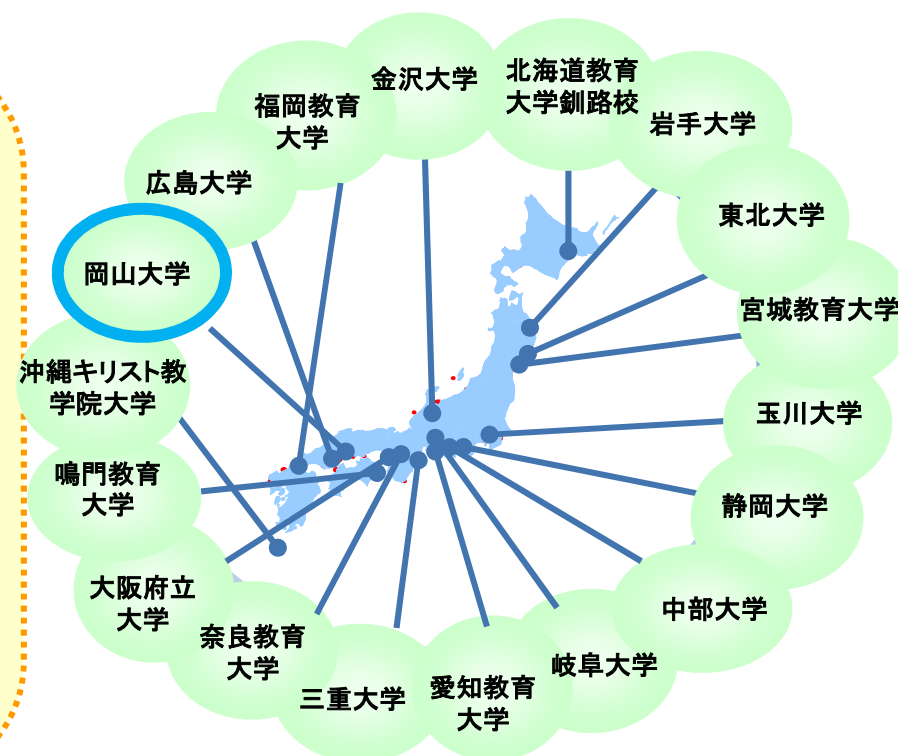 金沢大学
北海道教育
大学釧路校
福岡教育
大学
岩手大学
広島大学
東北大学
岡山大学
宮城教育大学
沖縄キリスト教
学院大学
玉川大学
鳴門教育
大学
静岡大学
大阪府立
大学
中部大学
奈良教育
大学
岐阜大学
三重大学
愛知教育
大学